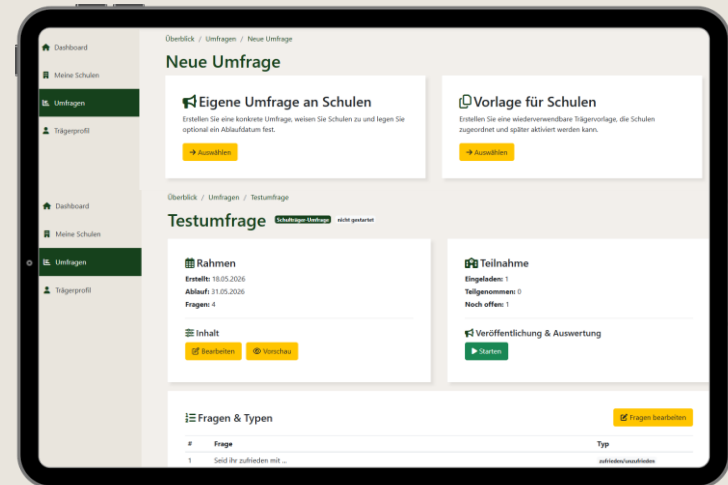 Überblick / Umfragen / Neue Umfrage
Dashboard
Neue Umfrage
Meine Schulen
Umfragen
Trägerprofil
Eigene Umfrage an Schulen
Erstellen Sie eine konkrete Umfrage, weisen Sie Schulen zu und legen Sie
optional ein Ablaufdatum fest.
Auswählen
Vorlage für Schulen
Erstellen Sie eine wiederverwendbare Trägervorlage, die Schulen
zugeordnet und später aktiviert werden kann.
Auswählen
Überblick / Umfragen / Testumfrage
Dashboard
Meine Schulen
Umfragen
Trägerprofil
Testumfrage Schulträger-Umfrage nicht gestartet
Rahmen
Erstellt: 18.05.2026
Ablauf: 31.05.2026
Fragen: 4
Inhalt
Bearbeiten Vorschau
Teilnahme
Eingeladen: 1
Teilgenommen: 0
Noch offen: 1
Veröffentlichung & Auswertung
Starten
Fragen & Typen Fragen bearbeiten
# Frage Typ
1 Seid ihr zufrieden mit ... zufrieden/unzufrieden